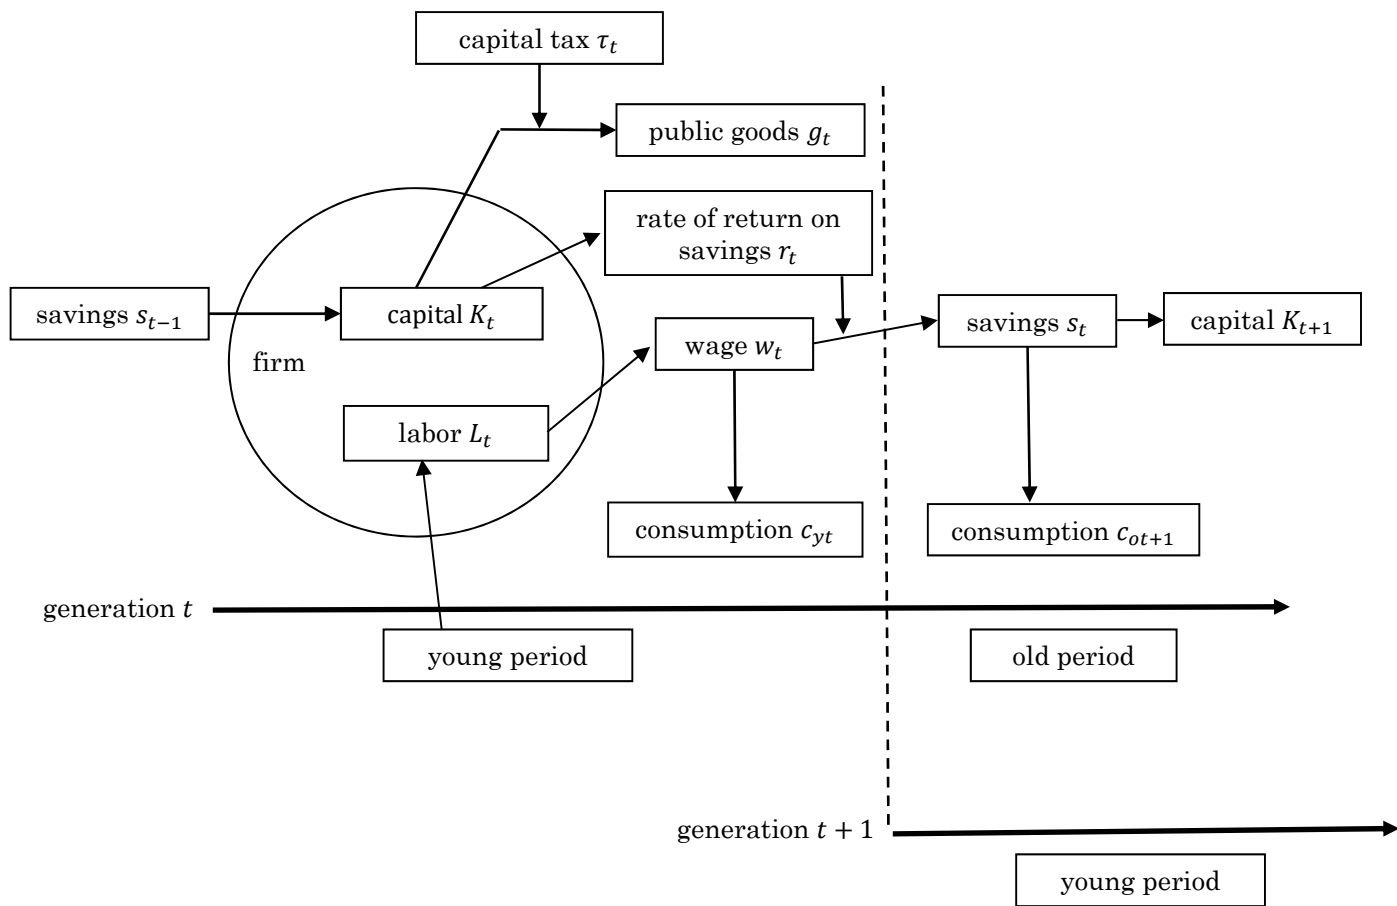 capital tax τ_t
public goods g_t
rate of return on
savings r_t
savings s_{t−1}
capital K_t
savings s_t
capital K_{t+1}
wage w_t
firm
labor L_t
consumption c_{yt}
consumption c_{ot+1}
generation t
young period
old period
generation t + 1
young period